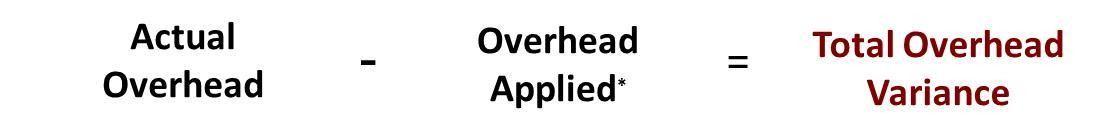 Actual
Overhead
-
Overhead
Applied*
=
Total Overhead
Variance